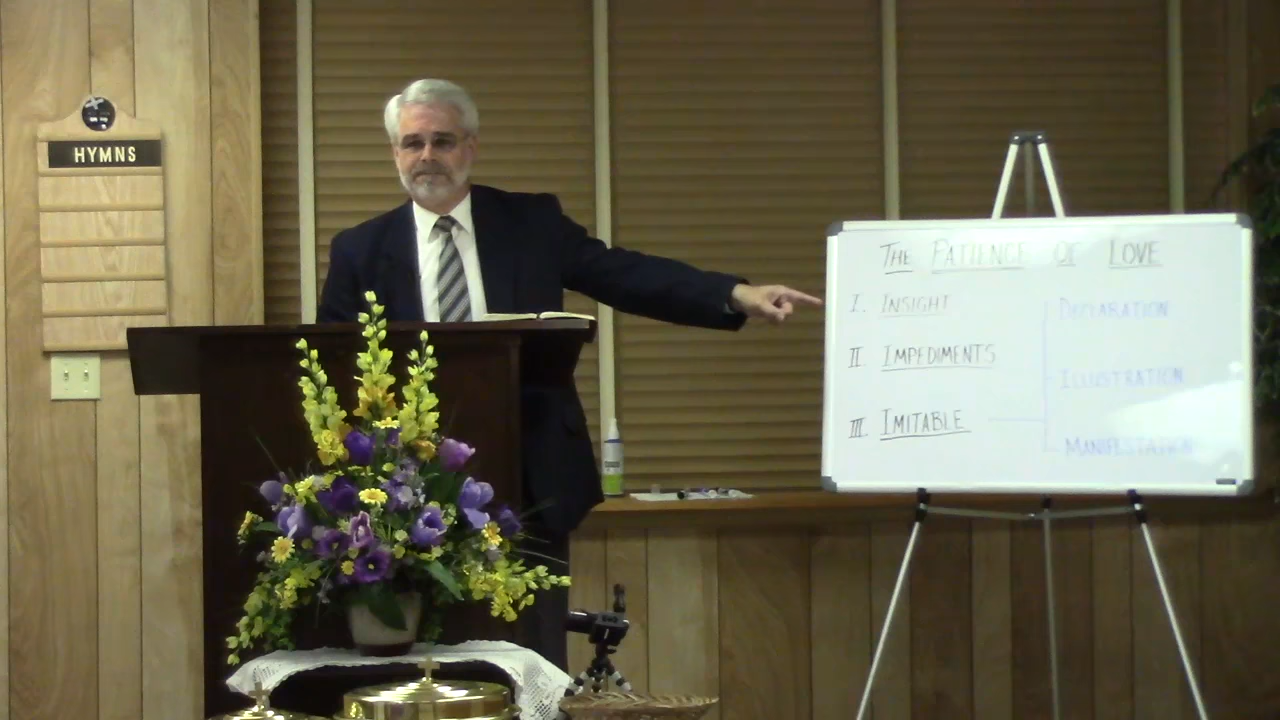 HYMNS
THE PATIENCE OF LOVE
I. INSIGHT
DECLARATION
II. IMPEDIMENTS
ILLUSTRATION
III. IMITABLE
MANIFESTATION